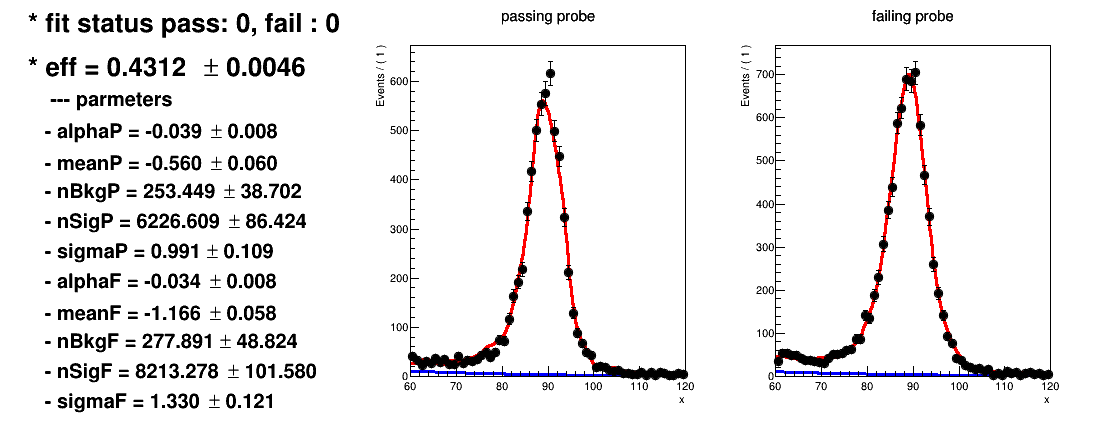 * fit status pass: 0, fail : 0
* eff = 0.4312 ± 0.0046
--- parmeters
- alphaP = -0.039 ± 0.008
- meanP = -0.560 ± 0.060
- nBkgP = 253.449 ± 38.702
- nSigP = 6226.609 ± 86.424
- sigmaP = 0.991 ± 0.109
- alphaF = -0.034 ± 0.008
- meanF = -1.166 ± 0.058
- nBkgF = 277.891 ± 48.824
- nSigF = 8213.278 ± 101.580
- sigmaF = 1.330 ± 0.121
passing probe
Events / ( 1 )
600
500
400
300
200
100
0
60 70 80 90 100 110 120
x
failing probe
Events / ( 1 )
700
600
500
400
300
200
100
0
60 70 80 90 100 110 120
x